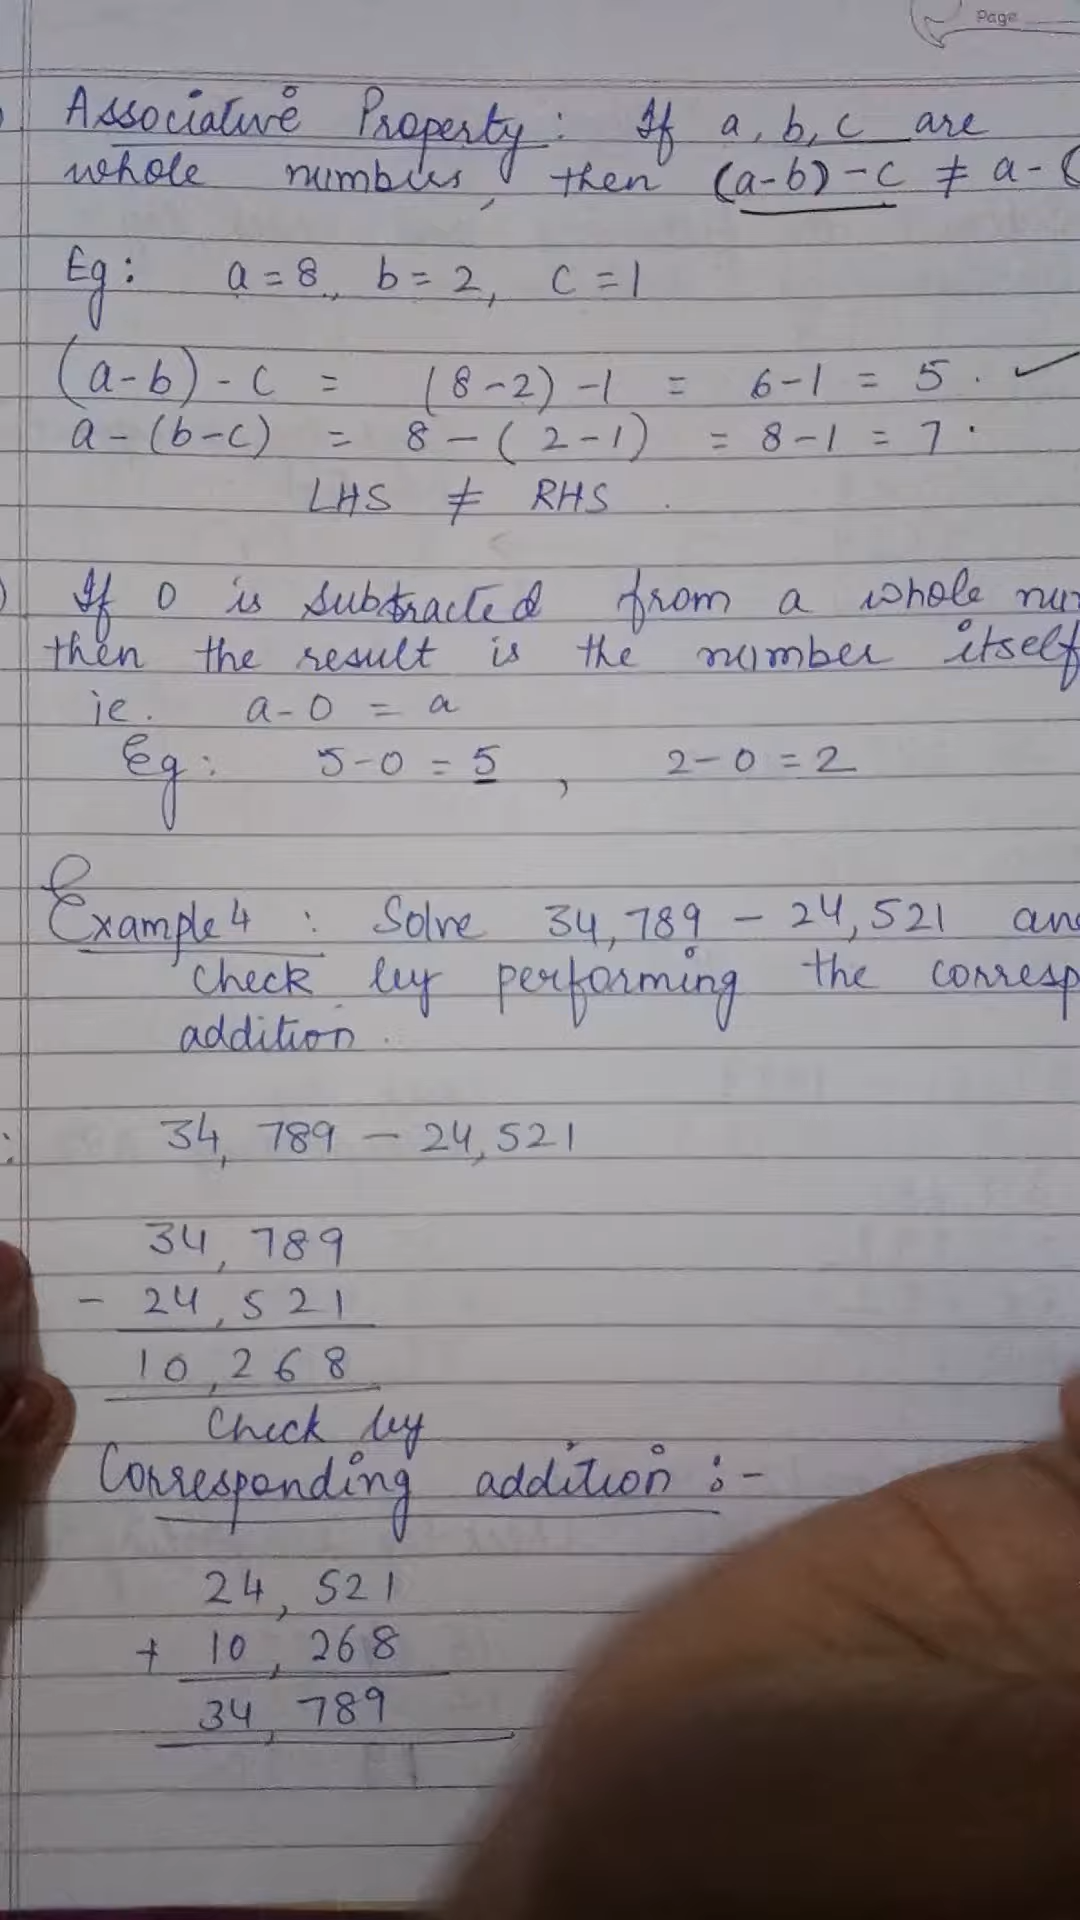 Page
Associative Property : If a, b, c are
whole numbers, then (a-b)-c ≠ a-(
Eg: a=8, b=2, c=1
(a-b)-c = (8-2)-1 = 6-1 = 5. ✓
a-(b-c) = 8-(2-1) = 8-1 = 7.
LHS ≠ RHS.
If 0 is subtracted from a whole nu
then the result is the number itself
ie. a-0 = a
Eg: 5-0 = 5, 2-0 = 2
Example 4 : Solve 34,789 - 24,521 an
check by performing the corresp
addition.
: 34,789 - 24,521
34,789
- 24,521
10,268
Check by
Corresponding addition :-
24,521
+ 10,268
34,789